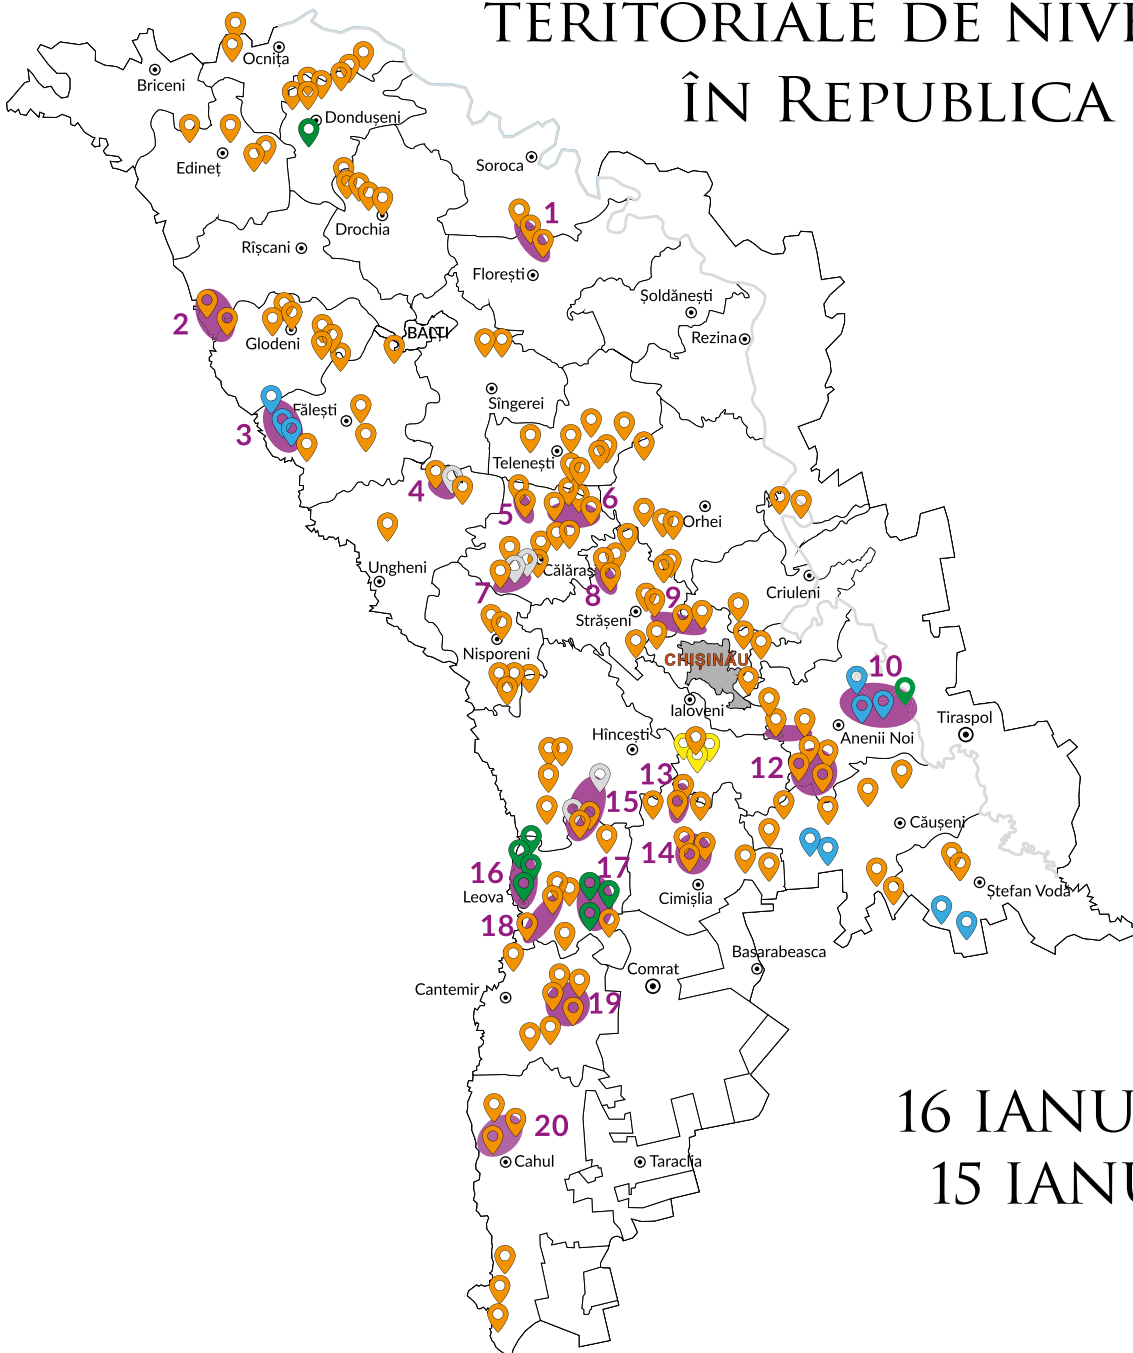 TERITORIALE DE NIVE
ÎN REPUBLICA
Ocnița
Briceni
Dondușeni
Edineț
Soroca
1
Drochia
Rîșcani
Florești
Șoldănești
2
Glodeni
BĂLȚI
Rezina
Fălești
Sîngerei
3
Telenești
4
5
6
Orhei
Ungheni
Călărași
7
8
9
Criuleni
Strășeni
Nisporeni
CHIȘINĂU
10
Ialoveni
Tiraspol
Hîncești
Anenii Noi
12
13
15
Căușeni
14
16
17
Leova
Cimișlia
Ștefan Vodă
18
Basarabeasca
Comrat
Cantemir
19
16 IANU
20
Cahul
Taraclia
15 IANU